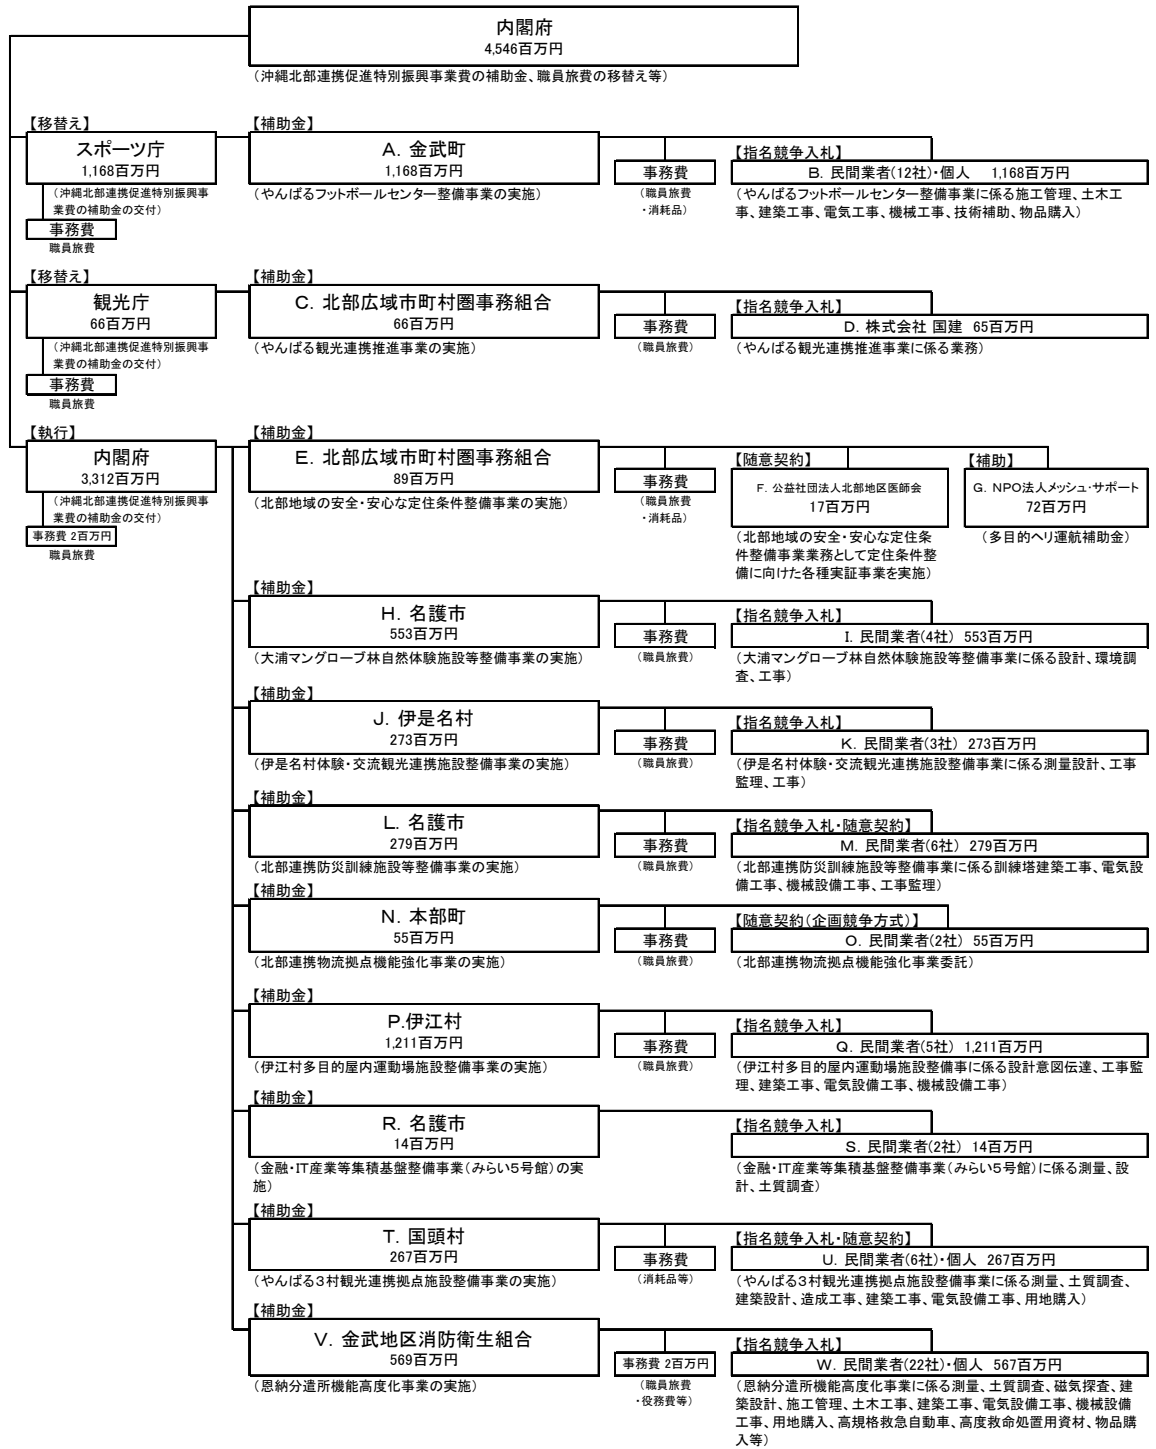 内閣府
4,546百万円
（沖縄北部連携促進特別振興事業費の補助金、職員旅費の移替え等）
【移替え】
スポーツ庁
1,168百万円
（沖縄北部連携促進特別振興事
業費の補助金の交付）
事務費
職員旅費
【補助金】
A. 金武町
1,168百万円
（やんばるフットボールセンター整備事業の実施）
事務費
（職員旅費
・消耗品）
【指名競争入札】
B. 民間業者(12社)・個人 1,168百万円
（やんばるフットボールセンター整備事業に係る施工管理、土木工
事、建築工事、電気工事、機械工事、技術補助、物品購入）
【移替え】
観光庁
66百万円
（沖縄北部連携促進特別振興事
業費の補助金の交付）
事務費
職員旅費
【補助金】
C. 北部広域市町村圏事務組合
66百万円
（やんばる観光連携推進事業の実施）
事務費
（職員旅費）
【指名競争入札】
D. 株式会社 国建 65百万円
（やんばる観光連携推進事業に係る業務）
【執行】
内閣府
3,312百万円
（沖縄北部連携促進特別振興事
業費の補助金の交付）
事務費 2百万円
職員旅費
【補助金】
E. 北部広域市町村圏事務組合
89百万円
（北部地域の安全・安心な定住条件整備事業の実施）
事務費
（職員旅費
・消耗品）
【随意契約】
F. 公益社団法人北部地区医師会
17百万円
（北部地域の安全・安心な定住条
件整備事業業務として定住条件整
備に向けた各種実証事業を実施）
【補助】
G. NPO法人メッシュ・サポート
72百万円
（多目的ヘリ運航補助金）
【補助金】
H. 名護市
553百万円
（大浦マングローブ林自然体験施設等整備事業の実施）
事務費
（職員旅費）
【指名競争入札】
I. 民間業者(4社) 553百万円
（大浦マングローブ林自然体験施設等整備事業に係る設計、環境調
査、工事）
【補助金】
J. 伊是名村
273百万円
（伊是名村体験・交流観光連携施設整備事業の実施）
事務費
（職員旅費）
【指名競争入札】
K. 民間業者(3社) 273百万円
（伊是名村体験・交流観光連携施設整備事業に係る測量設計、工事
監理、工事）
【補助金】
L. 名護市
279百万円
（北部連携防災訓練施設等整備事業の実施）
事務費
（職員旅費）
【指名競争入札・随意契約】
M. 民間業者(6社) 279百万円
（北部連携防災訓練施設等整備事業に係る訓練塔建築工事、電気設
備工事、機械設備工事、工事監理）
【補助金】
N. 本部町
55百万円
（北部連携物流拠点機能強化事業の実施）
事務費
（職員旅費）
【随意契約（企画競争方式）】
O. 民間業者(2社) 55百万円
（北部連携物流拠点機能強化事業委託）
【補助金】
P.伊江村
1,211百万円
（伊江村多目的屋内運動場施設整備事業の実施）
事務費
（職員旅費）
【指名競争入札】
Q. 民間業者(5社) 1,211百万円
（伊江村多目的屋内運動場施設整備事に係る設計意図伝達、工事監
理、建築工事、電気設備工事、機械設備工事）
【補助金】
R. 名護市
14百万円
（金融・IT産業等集積基盤整備事業（みらい５号館）の実
施）
【指名競争入札】
S. 民間業者(2社) 14百万円
（金融・IT産業等集積基盤整備事業（みらい５号館）に係る測量、設
計、土質調査）
【補助金】
T. 国頭村
267百万円
（やんばる３村観光連携拠点施設整備事業の実施）
事務費
（消耗品等）
【指名競争入札・随意契約】
U. 民間業者(6社)・個人 267百万円
（やんばる３村観光連携拠点施設整備事業に係る測量、土質調査、
建築設計、造成工事、建築工事、電気設備工事、用地購入）
【補助金】
V. 金武地区消防衛生組合
569百万円
（恩納分遣所機能高度化事業の実施）
事務費 2百万円
（職員旅費
・役務費等）
【指名競争入札】
W. 民間業者(22社)・個人 567百万円
（恩納分遣所機能高度化事業に係る測量、土質調査、磁気探査、建
築設計、施工管理、土木工事、建築工事、電気設備工事、機械設備
工事、用地購入、高規格救急自動車、高度救命処置用資材、物品購
入等）